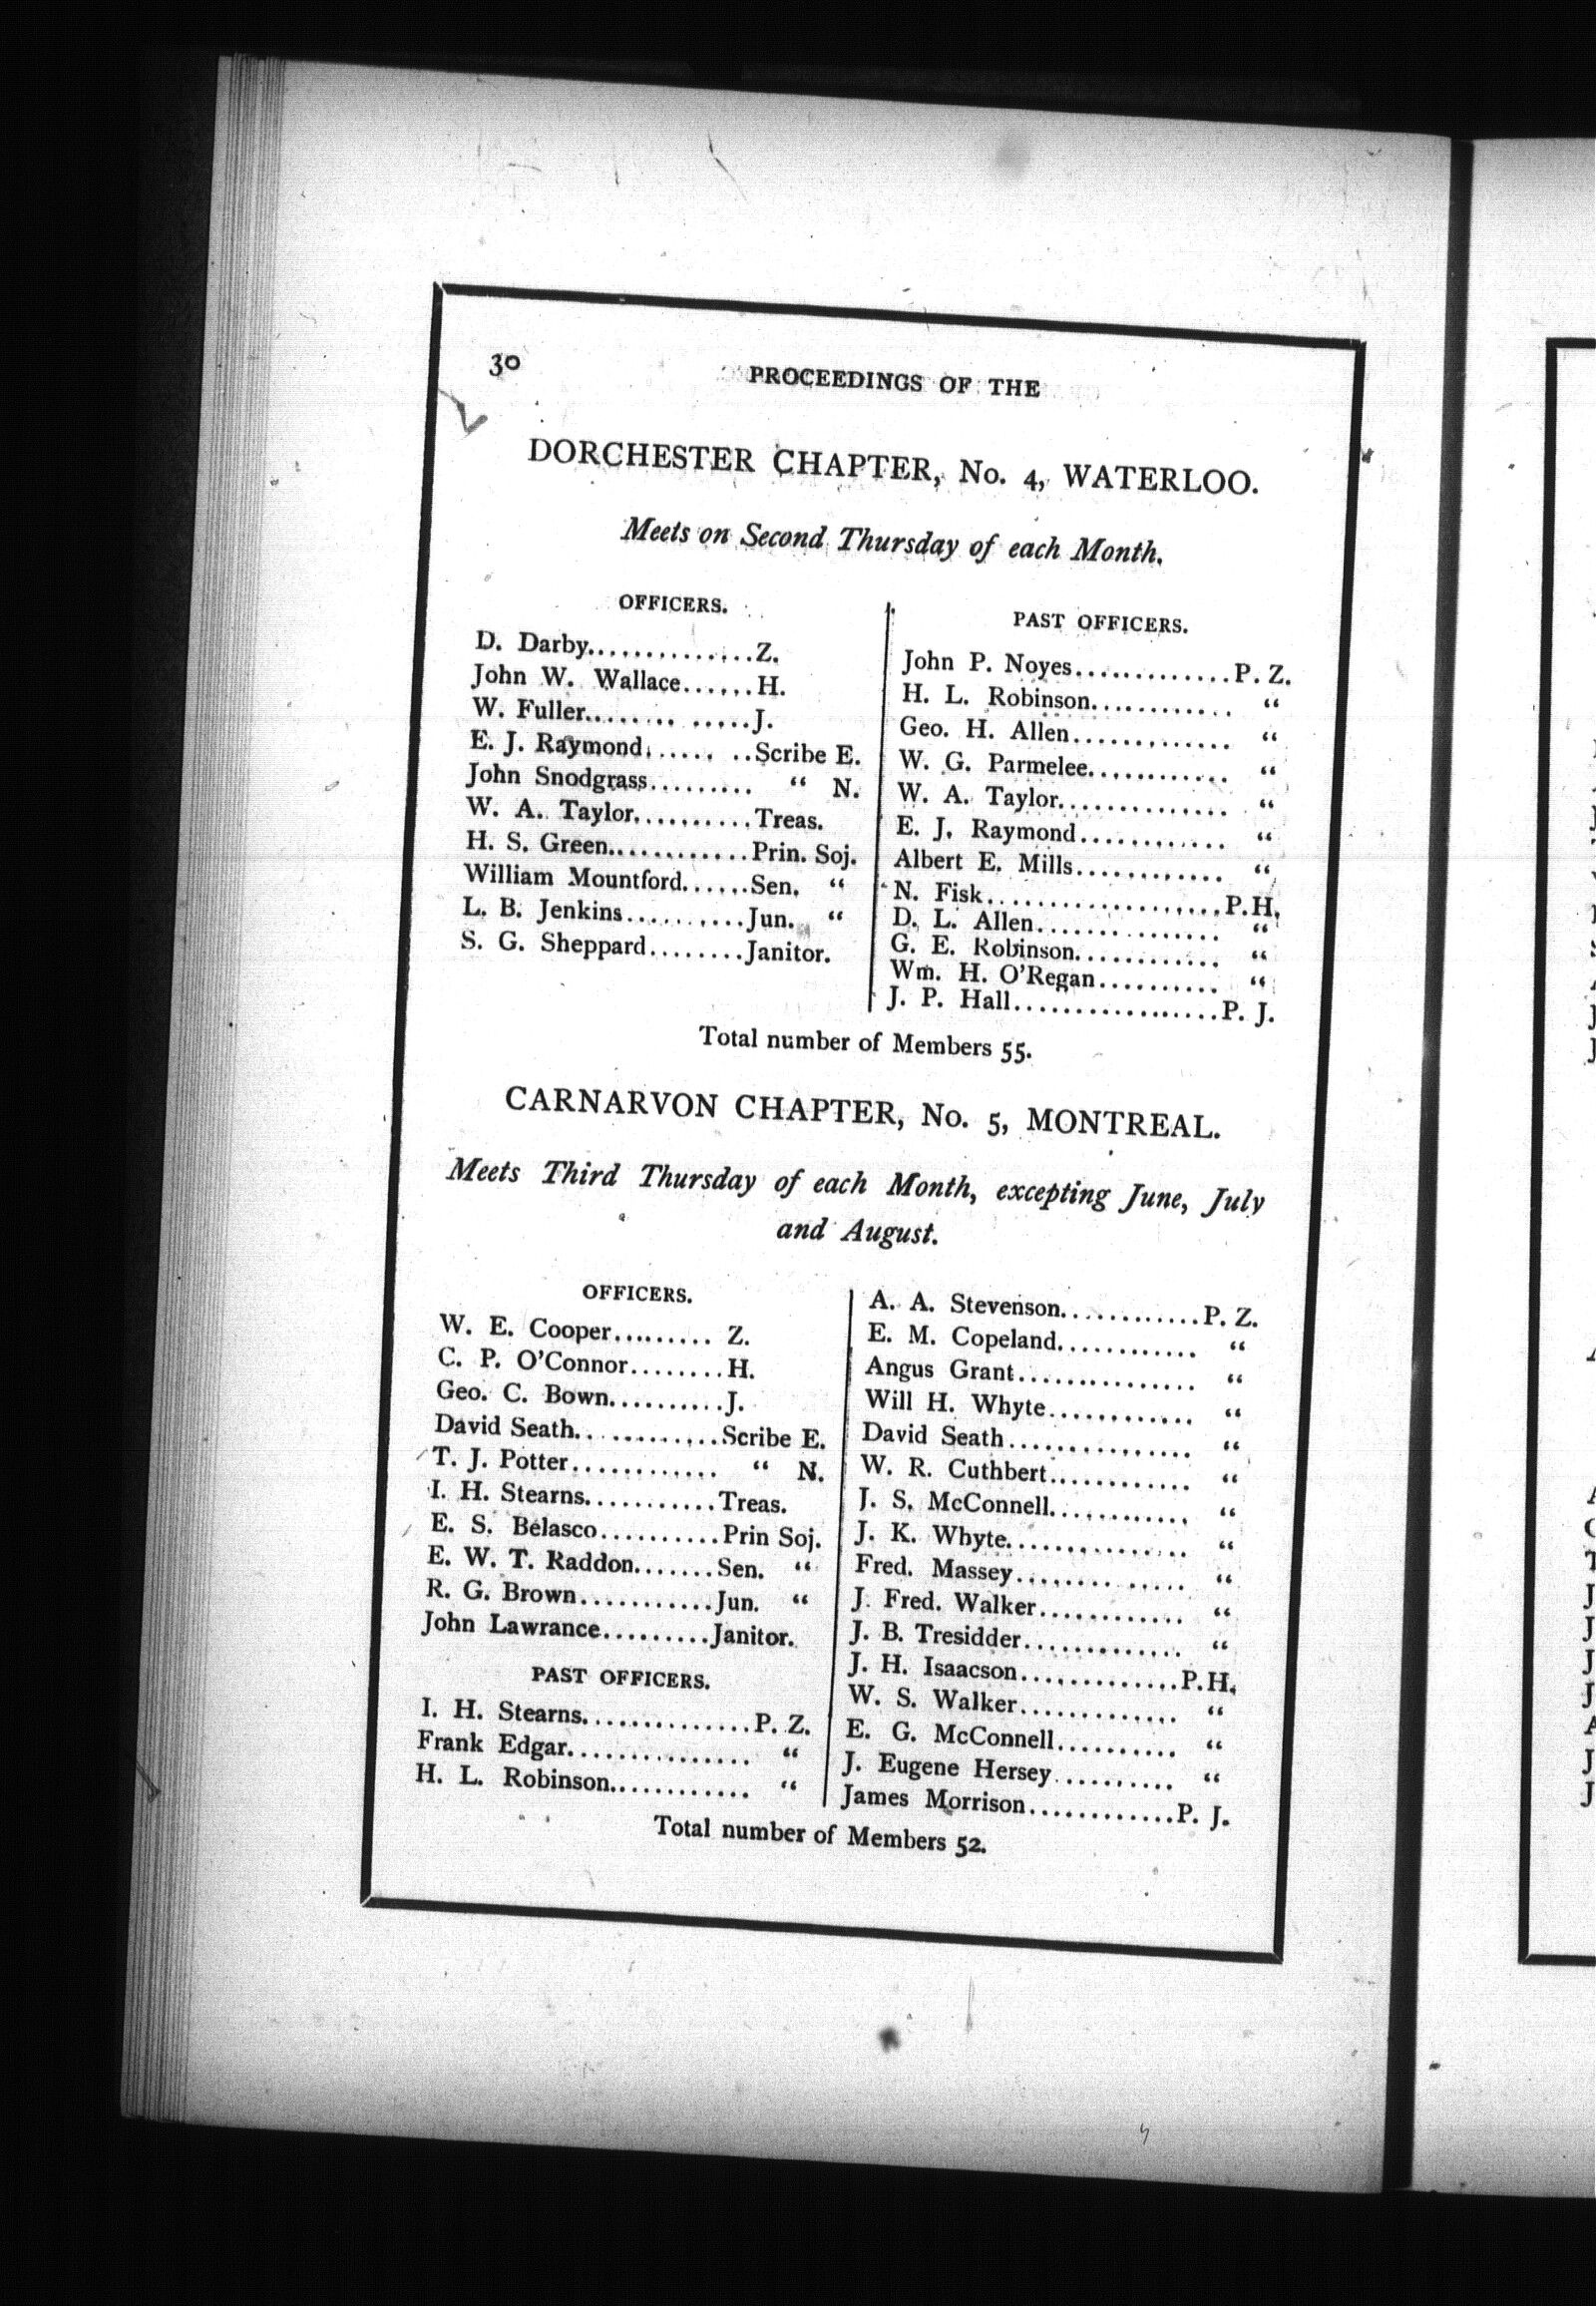 30
PROCEEDINGS OF THE
DORCHESTER CHAPTER, No. 4, WATERLOO.
Meets on Second Thursday of each Month.
OFFICERS.
D. Darby..............Z.
John W. Wallace......H.
W. Fuller........ .....J.
E. J. Raymond...... ..Scribe E.
John Snodgrass......... “ N.
W. A. Taylor..........Treas.
H. S. Green............Prin. Soj.
William Mountford......Sen. “
L. B. Jenkins..........Jun. “
S. G. Sheppard........Janitor.
PAST OFFICERS.
John P. Noyes.............P. Z.
H. L. Robinson............ “
Geo. H. Allen............. “
W. G. Parmelee............ “
W. A. Taylor.............. “
E. J. Raymond............ “
Albert E. Mills............ “
N. Fisk....................P. H.
D. L. Allen............... “
G. E. Robinson............ “
Wm. H. O’Regan.......... “
J. P. Hall.................P. J.
Total number of Members 55.
CARNARVON CHAPTER, No. 5, MONTREAL.
Meets Third Thursday of each Month, excepting June, July
and August.
OFFICERS.
W. E. Cooper......... Z.
C. P. O’Connor........H.
Geo. C. Bown..........J.
David Seath.. .........Scribe E.
T. J. Potter............ “ N.
I. H. Stearns...........Treas.
E. S. Belasco..........Prin Soj.
E. W. T. Raddon.......Sen. “
R. G. Brown...........Jun. “
John Lawrance.........Janitor.
PAST OFFICERS.
I. H. Stearns..............P. Z.
Frank Edgar............... “
H. L. Robinson............ “
A. A. Stevenson............P. Z.
E. M. Copeland............ “
Angus Grant............... “
Will H. Whyte............ “
David Seath............... “
W. R. Cuthbert............ “
J. S. McConnell............ “
J. K. Whyte............... “
Fred. Massey........ ..... “
J. Fred. Walker............ “
J. B. Tresidder............. “
J. H. Isaacson.............P. H.
W. S. Walker............. “
E. G. McConnell.......... “
J. Eugene Hersey.......... “
James Morrison............P. J.
Total number of Members 52.